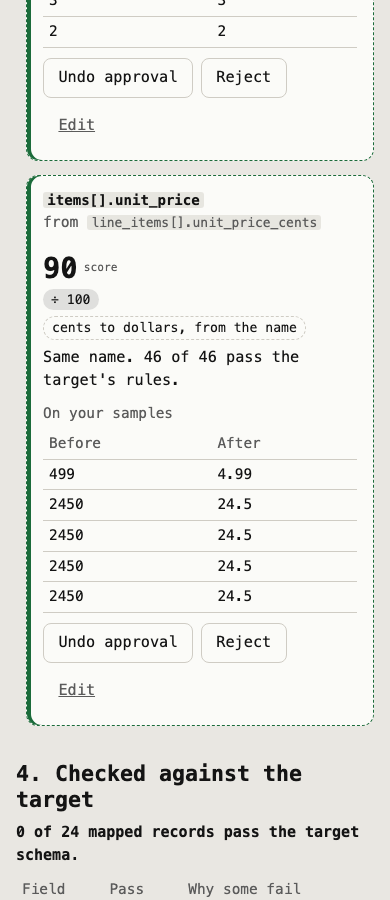 3 3
2 2
Undo approval Reject
Edit
items[].unit_price
from line_items[].unit_price_cents
90 score
÷ 100
cents to dollars, from the name
Same name. 46 of 46 pass the
target's rules.
On your samples
Before After
499 4.99
2450 24.5
2450 24.5
2450 24.5
2450 24.5
Undo approval Reject
Edit
4. Checked against the
target
0 of 24 mapped records pass the target
schema.
Field Pass Why some fail